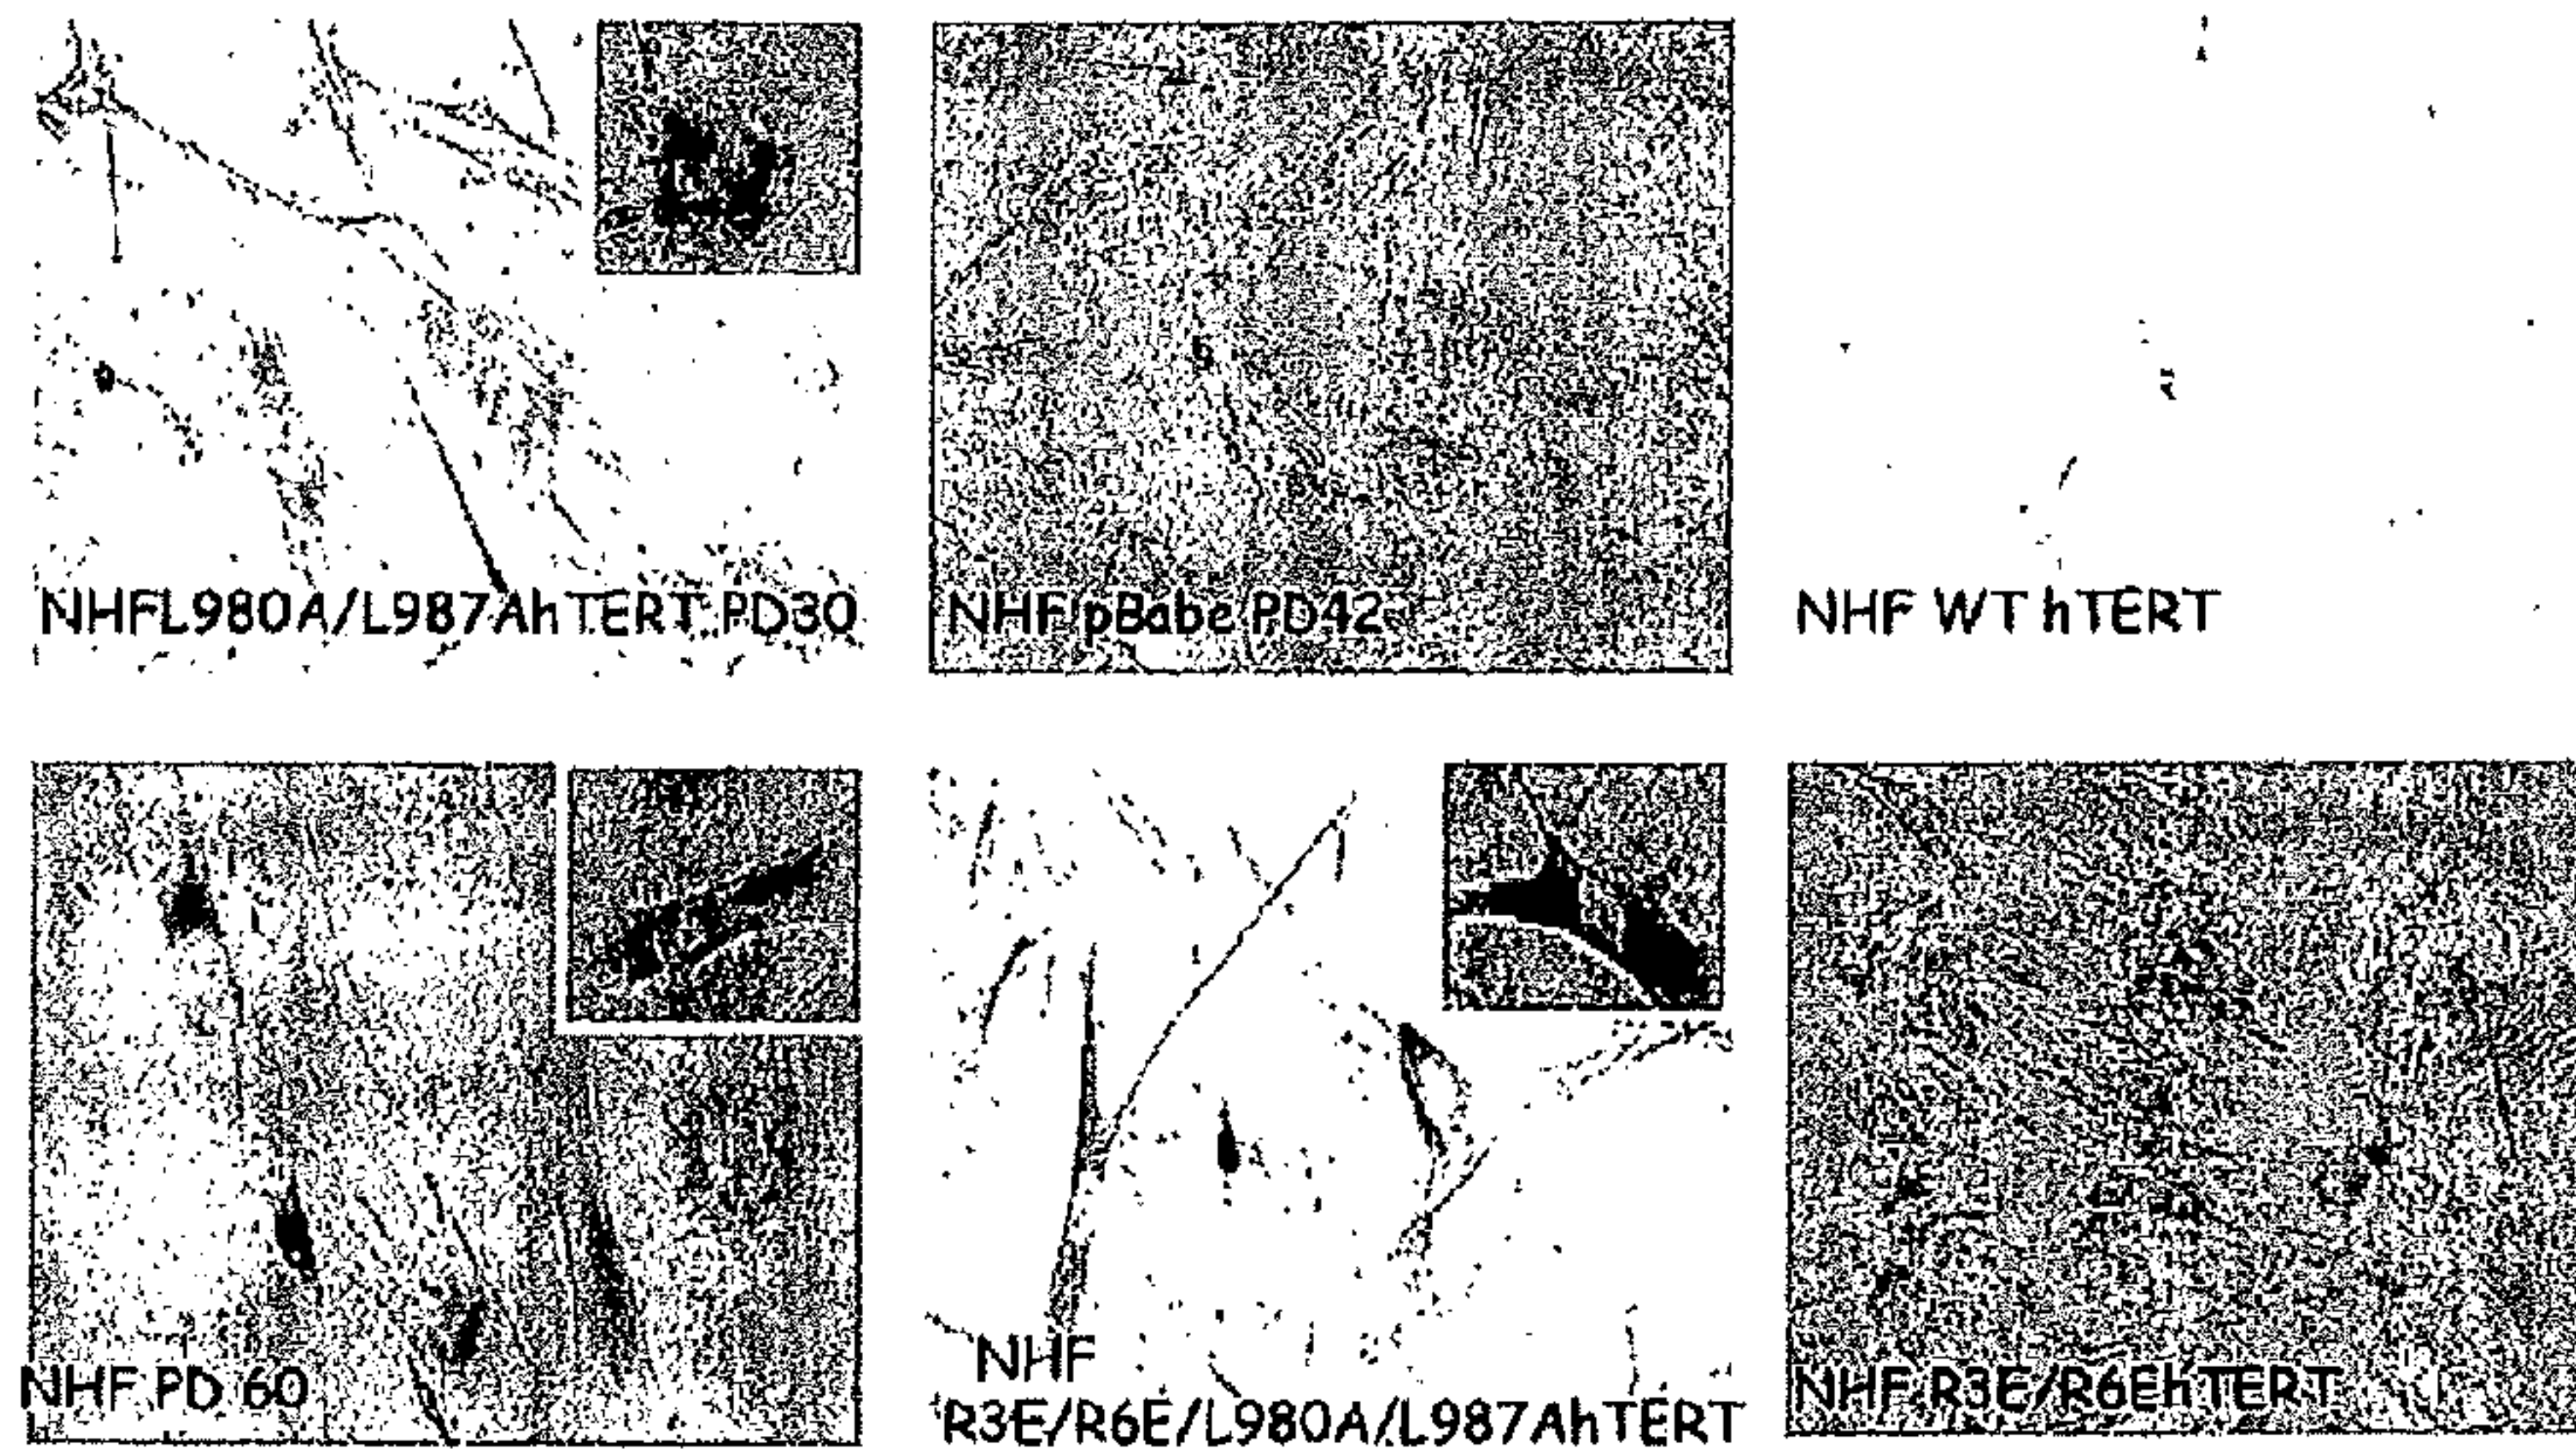 NHFL980A/L987AhTERT PD30
NHF pBabe PD42
NHF WT hTERT
NHF PD 60
NHF
R3E/R6E/L980A/L987AhTERT
NHF R3E/R6EhTERT